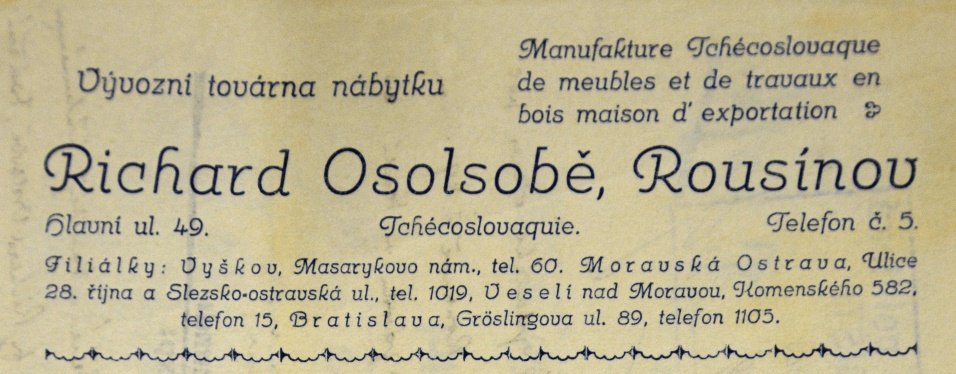 Vývozní továrna nábytku
Manufakture Tchécoslovaque
de meubles et de travaux en
bois maison d' exportation
Richard Osolsobě, Rousínov
Hlavní ul. 49. Tchécoslovaquie. Telefon č. 5.
Filiálky: Vyškov, Masarykovo nám., tel. 60. Moravská Ostrava, Ulice
28. října a Slezsko-ostravská ul., tel. 1019, Veselí nad Moravou, Komenského 582,
telefon 15, Bratislava, Gröslingova ul. 89, telefon 1105.